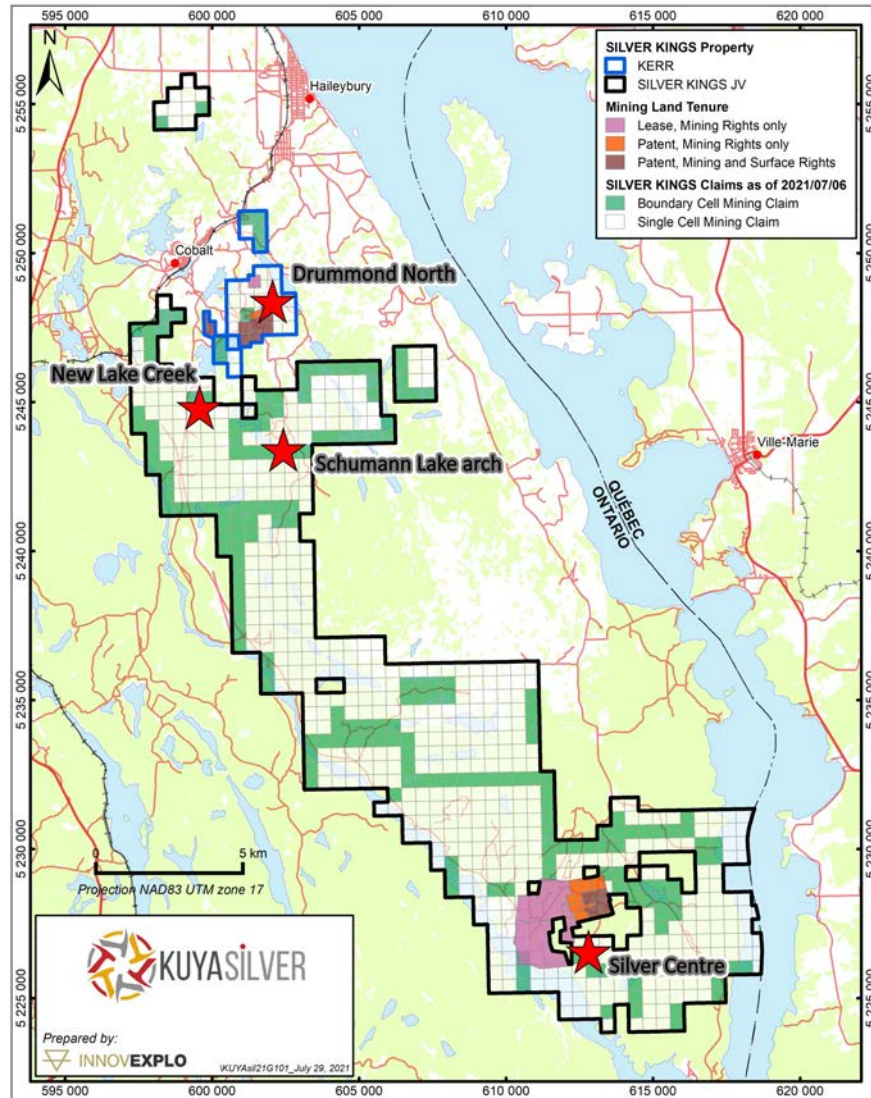 595 000 600 000 605 000 610 000 615 000 620 000
N
5 255 000 5 250 000 5 245 000 5 240 000 5 235 000 5 230 000 5 225 000
SILVER KINGS Property
KERR
SILVER KINGS JV
Mining Land Tenure
Lease, Mining Rights only
Patent, Mining Rights only
Patent, Mining and Surface Rights
SILVER KINGS Claims as of 2021/07/06
Boundary Cell Mining Claim
Single Cell Mining Claim
Haileybury
Cobalt
Drummond North
New Lake Creek
Schumann Lake arch
Ville-Marie
QUÉBEC
ONTARIO
0 5 km
Projection NAD83 UTM zone 17
Silver Centre
KUYASILVER
Prepared by:
INNOVEXPLO
\KUYAsil21G101_July 29, 2021
5 255 000 5 250 000 5 245 000 5 240 000 5 235 000 5 230 000 5 225 000
595 000 600 000 605 000 610 000 615 000 620 000